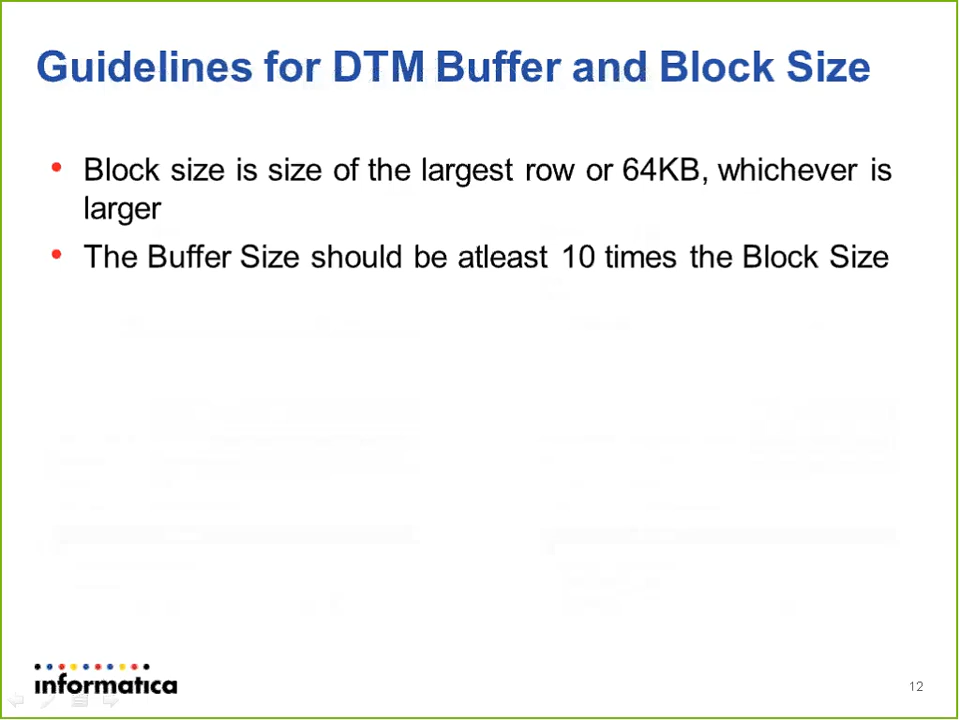 Guidelines for DTM Buffer and Block Size
• Block size is size of the largest row or 64KB, whichever is
larger
• The Buffer Size should be atleast 10 times the Block Size
informatica
12